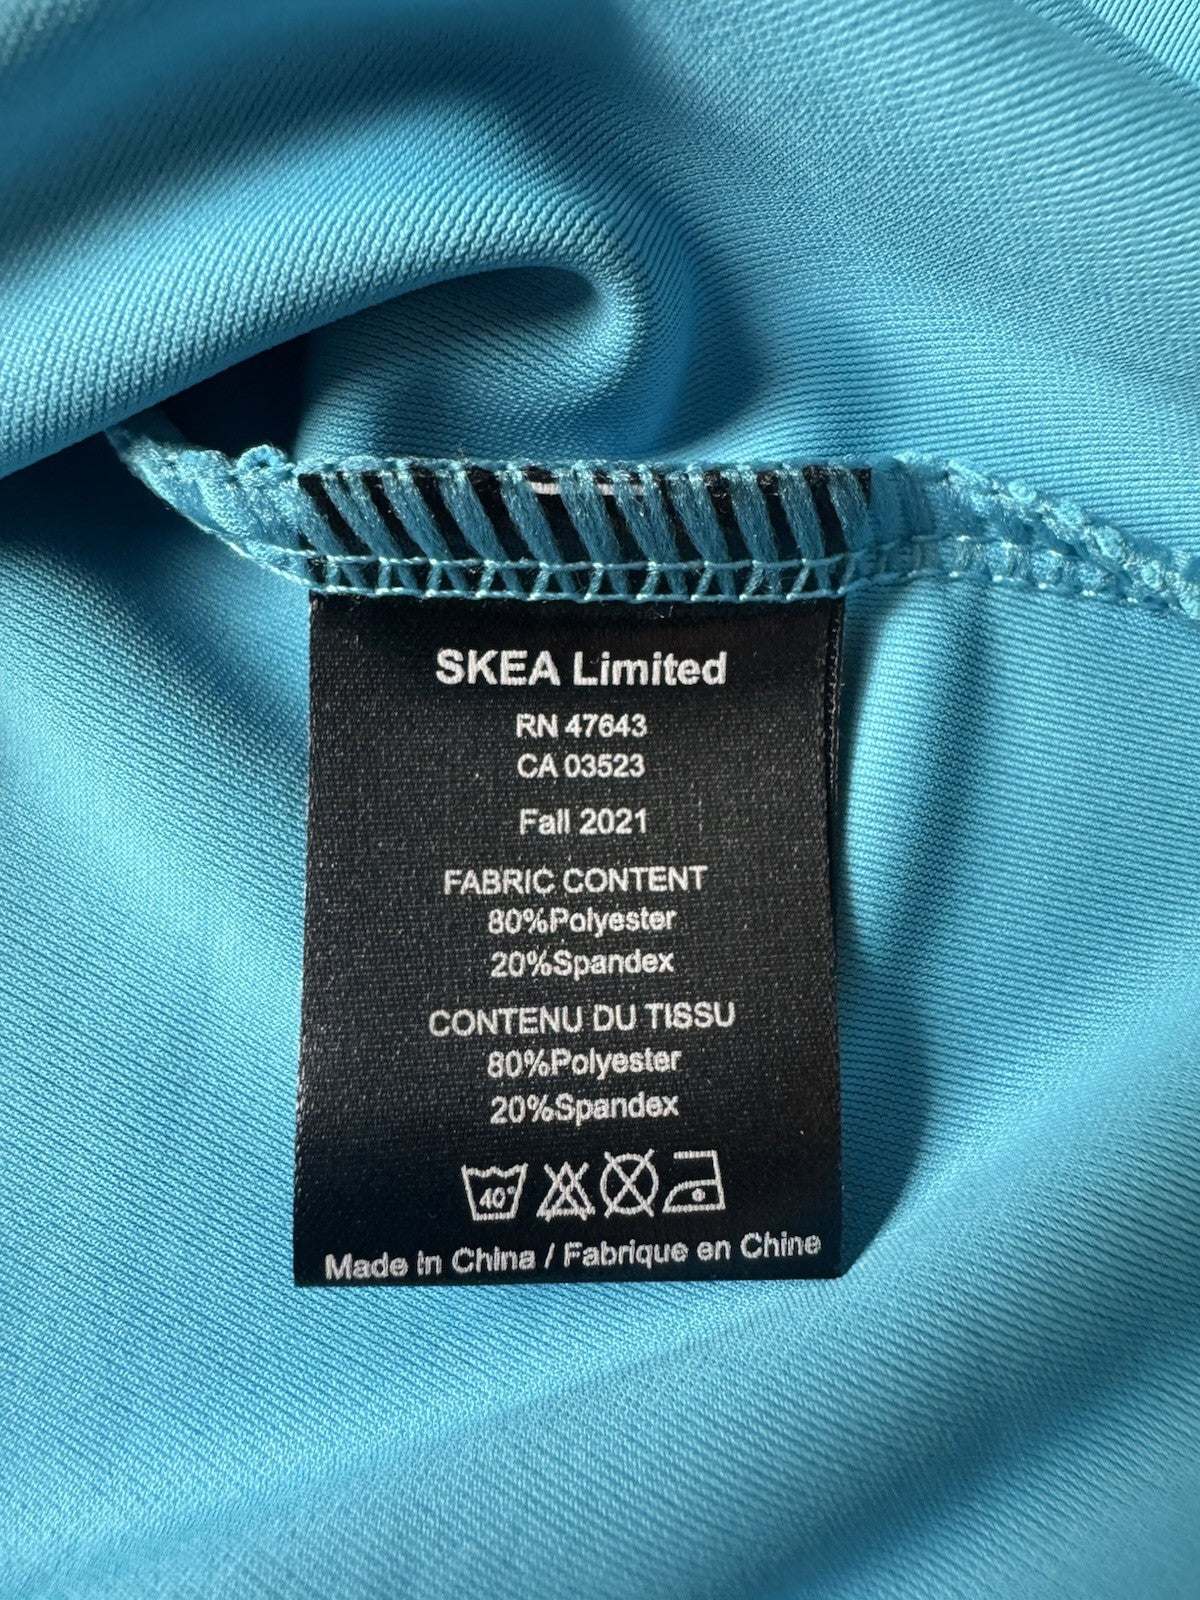 SKEA Limited
RN 47643
CA 03523
Fall 2021
FABRIC CONTENT
80%Polyester
20%Spandex
CONTENU DU TISSU
80%Polyester
20%Spandex
40°
Made in China / Fabrique en Chine